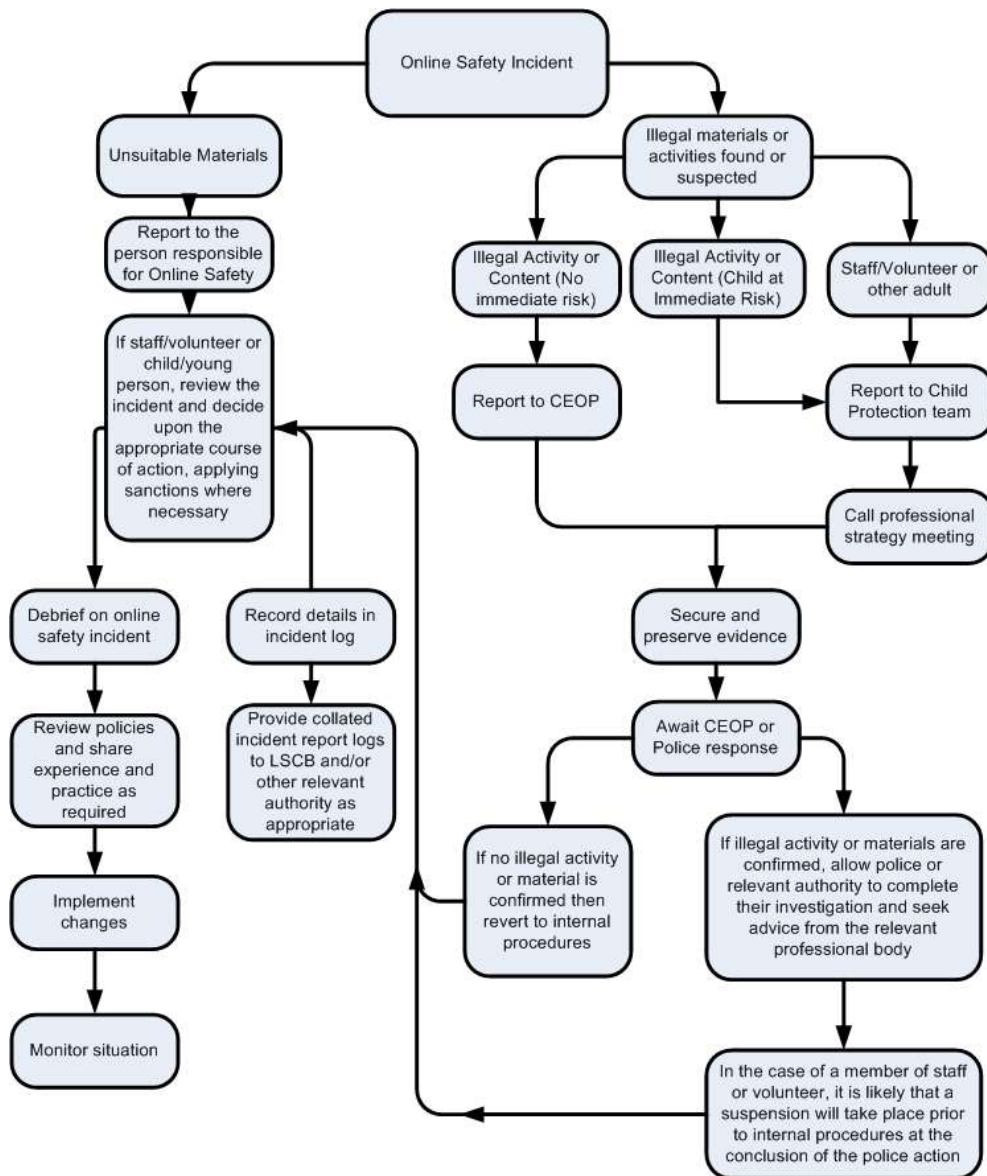 Online Safety Incident
Unsuitable Materials
Illegal materials or
activities found or
suspected
Report to the
person responsible
for Online Safety
Illegal Activity or
Content (No
immediate risk)
Illegal Activity or
Content (Child at
Immediate Risk)
Staff/Volunteer or
other adult
If staff/volunteer or
child/young
person, review the
incident and decide
upon the
appropriate course
of action, applying
sanctions where
necessary
Report to CEOP
Report to Child
Protection team
Call professional
strategy meeting
Debrief on online
safety incident
Record details in
incident log
Secure and
preserve evidence
Review policies
and share
experience and
practice as
required
Provide collated
incident report logs
to LSCB and/or
other relevant
authority as
appropriate
Await CEOP or
Police response
If no illegal activity
or material is
confirmed then
revert to internal
procedures
If illegal activity or materials are
confirmed, allow police or
relevant authority to complete
their investigation and seek
advice from the relevant
professional body
Implement
changes
Monitor situation
In the case of a member of staff
or volunteer, it is likely that a
suspension will take place prior
to internal procedures at the
conclusion of the police action